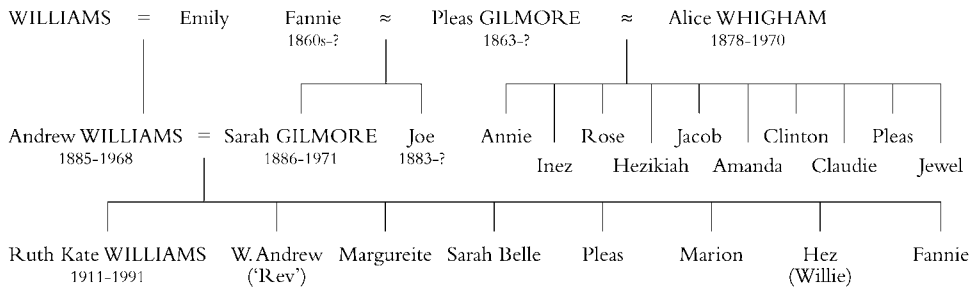 WILLIAMS = Emily Fannie ≈ Pleas GILMORE ≈ Alice WHIGHAM
1860s-? 1863-? 1878-1970
Andrew WILLIAMS = Sarah GILMORE Joe Annie Rose Jacob Clinton Pleas
1885-1968 1886-1971 1883-? Inez Hezikiah Amanda Claudie Jewel
Ruth Kate WILLIAMS W. Andrew Margureite Sarah Belle Pleas Marion Hez Fannie
1911-1991 ('Rev') (Willie)